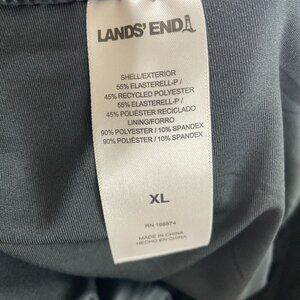 LANDS' END
SHELL/EXTERIOR
55% ELASTERELL-P /
45% RECYCLED POLYESTER
55% ELASTERELL-P /
45% POLIÉSTER RECICLADO
LINING/FORRO
90% POLYESTER / 10% SPANDEX
90% POLIÉSTER / 10% SPANDEX
XL
RN 166874
MADE IN CHINA
HECHO EN CHINA